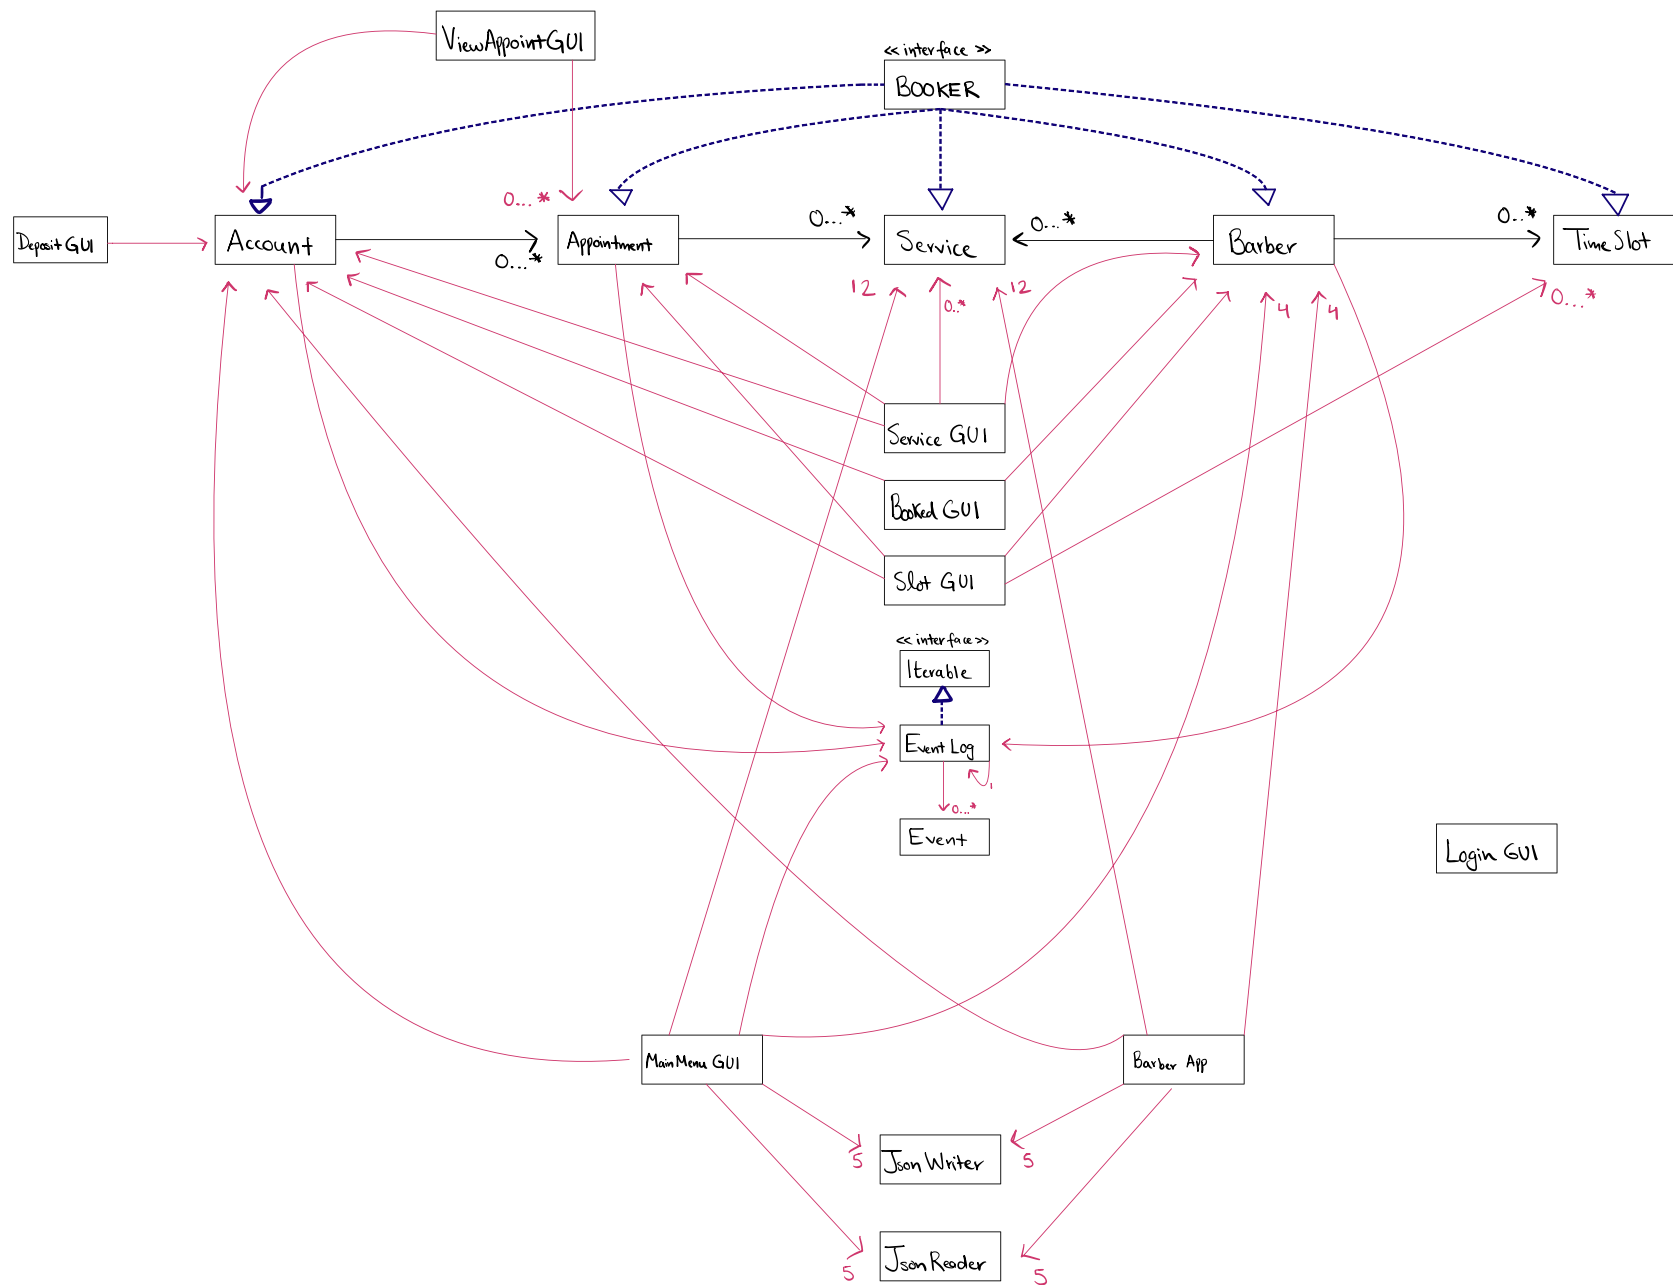 ViewAppointGUI
<< interface >>
BOOKER
0...*
0...*
0...*
0...*
DepositGUI
Account
Appointment
Service
Barber
TimeSlot
0...*
12
0..*
12
4
4
0...*
Service GUI
Booked GUI
Slot GUI
<< interface >>
Iterable
Event Log
1
0...*
Event
Login GUI
MainMenu GUI
Barber App
5
Json Writer
5
5
Json Reader
5